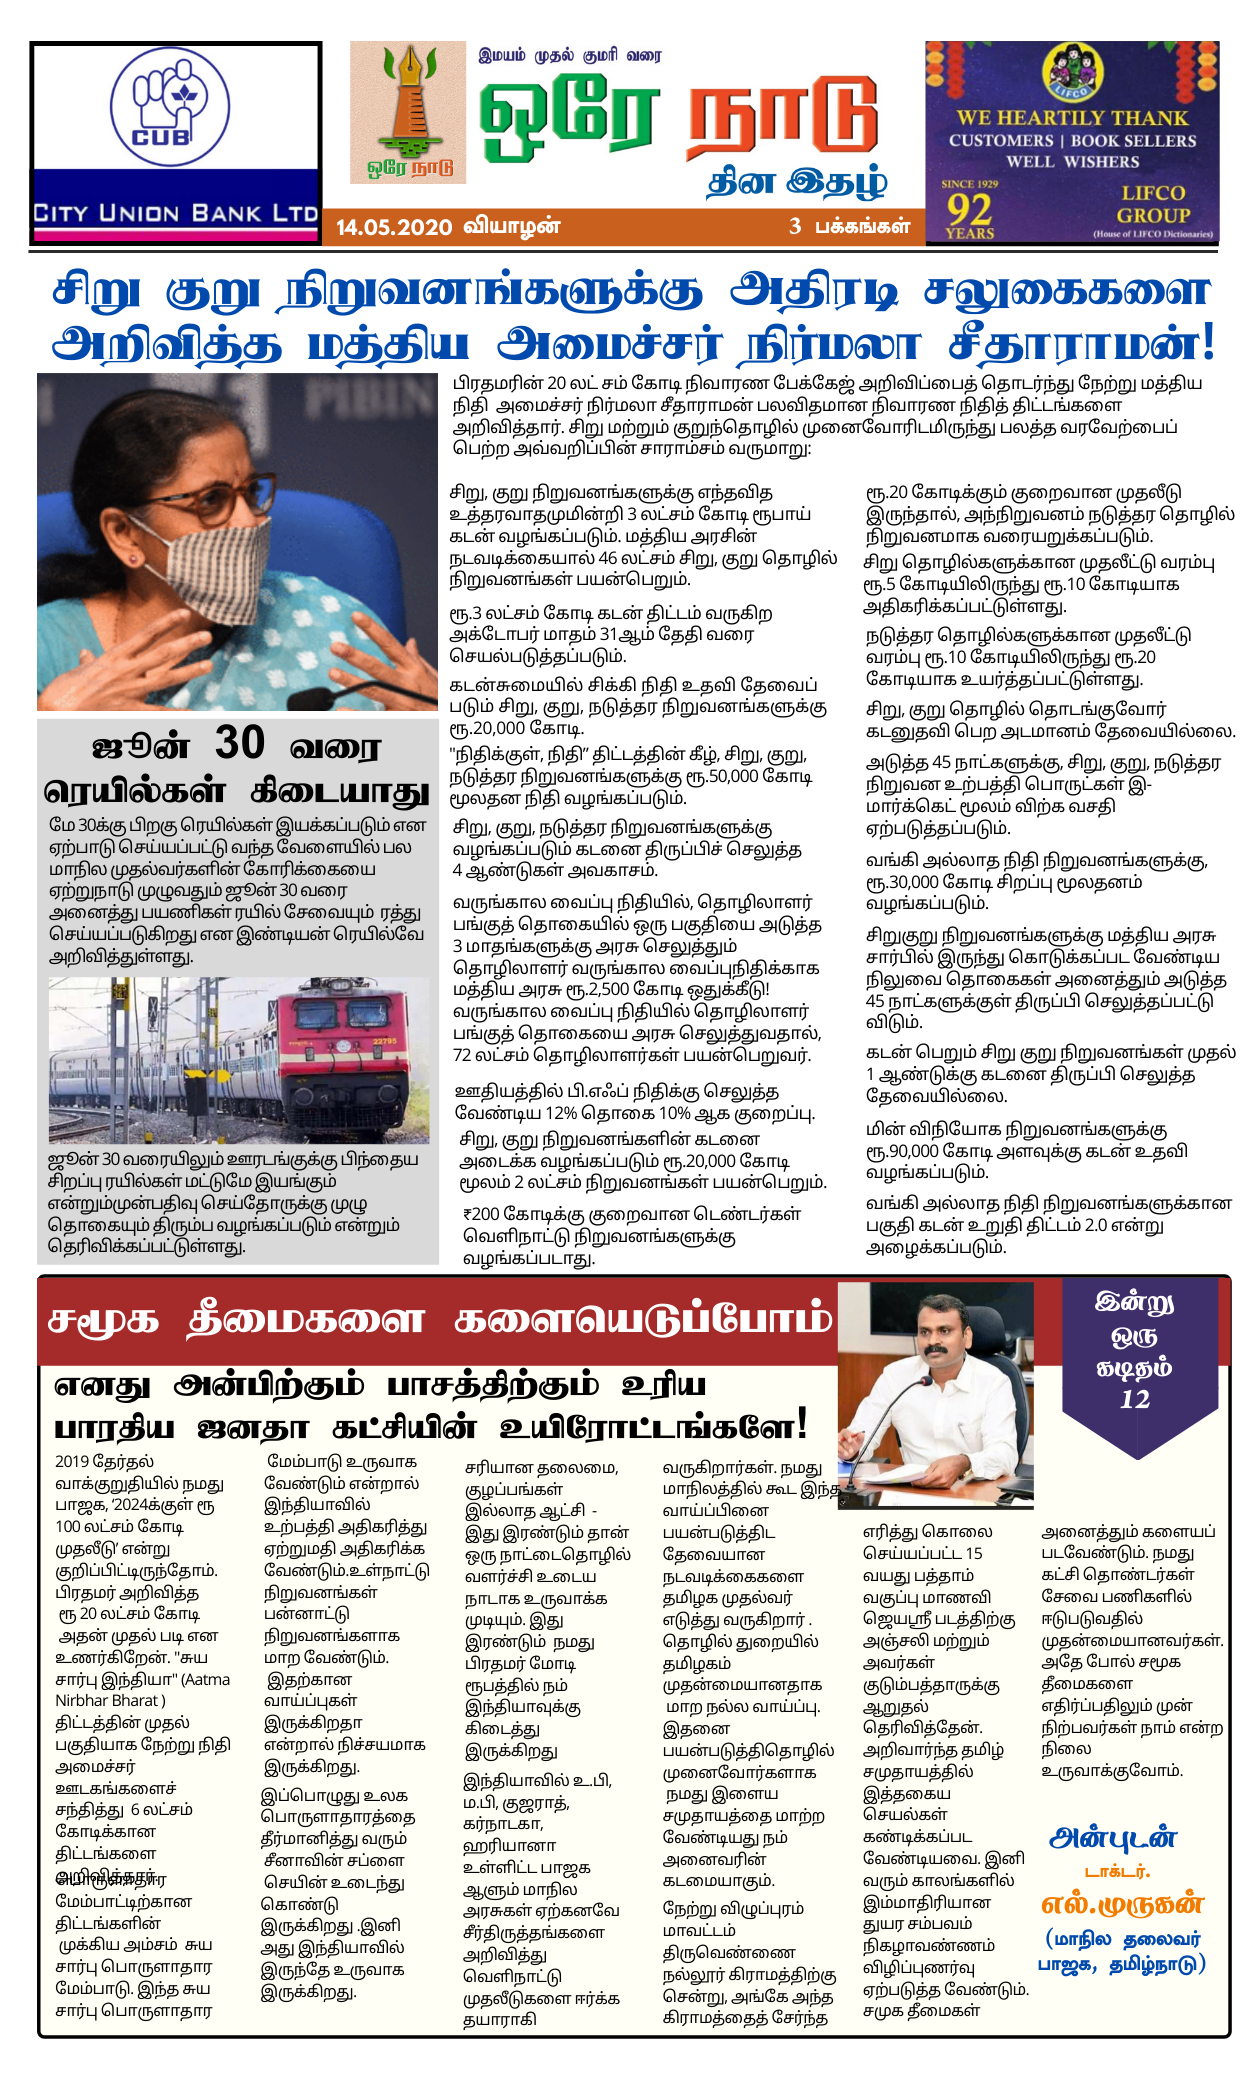 CUB
CITY UNION BANK LTD
ஒரே நாடு
இமயம் முதல் குமரி வரை
ஒரே நாடு
தின இதழ்
14.05.2020 வியாழன்
3 பக்கங்கள்
LIFCO
WE HEARTILY THANK
CUSTOMERS | BOOK SELLERS
WELL WISHERS
SINCE 1929
92
YEARS
LIFCO
GROUP
(House of LIFCO Dictionaries)
சிறு குறு நிறுவனங்களுக்கு அதிரடி சலுகைகளை
அறிவித்த மத்திய அமைச்சர் நிர்மலா சீதாராமன்!
பிரதமரின் 20 லட் சம் கோடி நிவாரண பேக்கேஜ் அறிவிப்பைத் தொடர்ந்து நேற்று மத்திய
நிதி அமைச்சர் நிர்மலா சீதாராமன் பலவிதமான நிவாரண நிதித் திட்டங்களை
அறிவித்தார். சிறு மற்றும் குறுந்தொழில் முனைவோரிடமிருந்து பலத்த வரவேற்பைப்
பெற்ற அவ்வறிப்பின் சாராம்சம் வருமாறு:
சிறு, குறு நிறுவனங்களுக்கு எந்தவித
உத்தரவாதமுமின்றி 3 லட்சம் கோடி ரூபாய்
கடன் வழங்கப்படும். மத்திய அரசின்
நடவடிக்கையால் 46 லட்சம் சிறு, குறு தொழில்
நிறுவனங்கள் பயன்பெறும்.
ரூ.3 லட்சம் கோடி கடன் திட்டம் வருகிற
அக்டோபர் மாதம் 31ஆம் தேதி வரை
செயல்படுத்தப்படும்.
கடன்சுமையில் சிக்கி நிதி உதவி தேவைப்
படும் சிறு, குறு, நடுத்தர நிறுவனங்களுக்கு
ரூ.20,000 கோடி.
"நிதிக்குள், நிதி” திட்டத்தின் கீழ், சிறு, குறு,
நடுத்தர நிறுவனங்களுக்கு ரூ.50,000 கோடி
மூலதன நிதி வழங்கப்படும்.
சிறு, குறு, நடுத்தர நிறுவனங்களுக்கு
வழங்கப்படும் கடனை திருப்பிச் செலுத்த
4 ஆண்டுகள் அவகாசம்.
வருங்கால வைப்பு நிதியில், தொழிலாளர்
பங்குத் தொகையில் ஒரு பகுதியை அடுத்த
3 மாதங்களுக்கு அரசு செலுத்தும்
தொழிலாளர் வருங்கால வைப்புநிதிக்காக
மத்திய அரசு ரூ.2,500 கோடி ஒதுக்கீடு!
வருங்கால வைப்பு நிதியில் தொழிலாளர்
பங்குத் தொகையை அரசு செலுத்துவதால்,
72 லட்சம் தொழிலாளர்கள் பயன்பெறுவர்.
ஊதியத்தில் பி.எஃப் நிதிக்கு செலுத்த
வேண்டிய 12% தொகை 10% ஆக குறைப்பு.
சிறு, குறு நிறுவனங்களின் கடனை
அடைக்க வழங்கப்படும் ரூ.20,000 கோடி
மூலம் 2 லட்சம் நிறுவனங்கள் பயன்பெறும்.
₹200 கோடிக்கு குறைவான டெண்டர்கள்
வெளிநாட்டு நிறுவனங்களுக்கு
வழங்கப்படாது.
ரூ.20 கோடிக்கும் குறைவான முதலீடு
இருந்தால், அந்நிறுவனம் நடுத்தர தொழில்
நிறுவனமாக வரையறுக்கப்படும்.
சிறு தொழில்களுக்கான முதலீட்டு வரம்பு
ரூ.5 கோடியிலிருந்து ரூ.10 கோடியாக
அதிகரிக்கப்பட்டுள்ளது.
நடுத்தர தொழில்களுக்கான முதலீட்டு
வரம்பு ரூ.10 கோடியிலிருந்து ரூ.20
கோடியாக உயர்த்தப்பட்டுள்ளது.
சிறு, குறு தொழில் தொடங்குவோர்
கடனுதவி பெற அடமானம் தேவையில்லை.
அடுத்த 45 நாட்களுக்கு, சிறு, குறு, நடுத்தர
நிறுவன உற்பத்தி பொருட்கள் இ-
மார்க்கெட் மூலம் விற்க வசதி
ஏற்படுத்தப்படும்.
வங்கி அல்லாத நிதி நிறுவனங்களுக்கு,
ரூ.30,000 கோடி சிறப்பு மூலதனம்
வழங்கப்படும்.
சிறுகுறு நிறுவனங்களுக்கு மத்திய அரசு
சார்பில் இருந்து கொடுக்கப்பட வேண்டிய
நிலுவை தொகைகள் அனைத்தும் அடுத்த
45 நாட்களுக்குள் திருப்பி செலுத்தப்பட்டு
விடும்.
கடன் பெறும் சிறு குறு நிறுவனங்கள் முதல்
1 ஆண்டுக்கு கடனை திருப்பி செலுத்த
தேவையில்லை.
மின் விநியோக நிறுவனங்களுக்கு
ரூ.90,000 கோடி அளவுக்கு கடன் உதவி
வழங்கப்படும்.
வங்கி அல்லாத நிதி நிறுவனங்களுக்கான
பகுதி கடன் உறுதி திட்டம் 2.0 என்று
அழைக்கப்படும்.
ஜூன் 30 வரை
ரெயில்கள் கிடையாது
மே 30க்கு பிறகு ரெயில்கள் இயக்கப்படும் என
ஏற்பாடு செய்யப்பட்டு வந்த வேளையில் பல
மாநில முதல்வர்களின் கோரிக்கையை
ஏற்றுநாடு முழுவதும் ஜூன் 30 வரை
அனைத்து பயணிகள் ரயில் சேவையும் ரத்து
செய்யப்படுகிறது என இண்டியன் ரெயில்வே
அறிவித்துள்ளது.
22795
ஜூன் 30 வரையிலும் ஊரடங்குக்கு பிந்தைய
சிறப்பு ரயில்கள் மட்டுமே இயங்கும்
என்றும்முன்பதிவு செய்தோருக்கு முழு
தொகையும் திரும்ப வழங்கப்படும் என்றும்
தெரிவிக்கப்பட்டுள்ளது.
சமூக தீமைகளை களையெடுப்போம்
இன்று
ஒரு
கடிதம்
12
எனது அன்பிற்கும் பாசத்திற்கும் உரிய
பாரதிய ஜனதா கட்சியின் உயிரோட்டங்களே!
2019 தேர்தல்
வாக்குறுதியில் நமது
பாஜக, ‘2024க்குள் ரூ
100 லட்சம் கோடி
முதலீடு’ என்று
குறிப்பிட்டிருந்தோம்.
பிரதமர் அறிவித்த
ரூ 20 லட்சம் கோடி
அதன் முதல் படி என
உணர்கிறேன். "சுய
சார்பு இந்தியா" (Aatma
Nirbhar Bharat )
திட்டத்தின் முதல்
பகுதியாக நேற்று நிதி
அமைச்சர்
ஊடகங்களைச்
சந்தித்து 6 லட்சம்
கோடிக்கான
திட்டங்களை
அறிவித்தார்.
பொருளாதார
மேம்பாட்டிற்கான
திட்டங்களின்
முக்கிய அம்சம் சுய
சார்பு பொருளாதார
மேம்பாடு. இந்த சுய
சார்பு பொருளாதார
மேம்பாடு உருவாக
வேண்டும் என்றால்
இந்தியாவில்
உற்பத்தி அதிகரித்து
ஏற்றுமதி அதிகரிக்க
வேண்டும்.உள்நாட்டு
நிறுவனங்கள்
பன்னாட்டு
நிறுவனங்களாக
மாற வேண்டும்.
இதற்கான
வாய்ப்புகள்
இருக்கிறதா
என்றால் நிச்சயமாக
இருக்கிறது.
இப்பொழுது உலக
பொருளாதாரத்தை
தீர்மானித்து வரும்
சீனாவின் சப்ளை
செயின் உடைந்து
கொண்டு
இருக்கிறது .இனி
அது இந்தியாவில்
இருந்தே உருவாக
இருக்கிறது.
சரியான தலைமை,
குழப்பங்கள்
இல்லாத ஆட்சி -
இது இரண்டும் தான்
ஒரு நாட்டைதொழில்
வளர்ச்சி உடைய
நாடாக உருவாக்க
முடியும். இது
இரண்டும் நமது
பிரதமர் மோடி
ரூபத்தில் நம்
இந்தியாவுக்கு
கிடைத்து
இருக்கிறது
இந்தியாவில் உ.பி,
ம.பி, குஜராத்,
கர்நாடகா,
ஹரியானா
உள்ளிட்ட பாஜக
ஆளும் மாநில
அரசுகள் ஏற்கனவே
சீர்திருத்தங்களை
அறிவித்து
வெளிநாட்டு
முதலீடுகளை ஈர்க்க
தயாராகி
வருகிறார்கள். நமது
மாநிலத்தில் கூட இந்த
வாய்ப்பினை
பயன்படுத்திட
தேவையான
நடவடிக்கைகளை
தமிழக முதல்வர்
எடுத்து வருகிறார் .
தொழில் துறையில்
தமிழகம்
முதன்மையானதாக
மாற நல்ல வாய்ப்பு.
இதனை
பயன்படுத்திதொழில்
முனைவோர்களாக
நமது இளைய
சமுதாயத்தை மாற்ற
வேண்டியது நம்
அனைவரின்
கடமையாகும்.
நேற்று விழுப்புரம்
மாவட்டம்
திருவெண்ணை
நல்லூர் கிராமத்திற்கு
சென்று, அங்கே அந்த
கிராமத்தைத் சேர்ந்த
எரித்து கொலை
செய்யப்பட்ட 15
வயது பத்தாம்
வகுப்பு மாணவி
ஜெயஸ்ரீ படத்திற்கு
அஞ்சலி மற்றும்
அவர்கள்
குடும்பத்தாருக்கு
ஆறுதல்
தெரிவித்தேன்.
அறிவார்ந்த தமிழ்
சமுதாயத்தில்
இத்தகைய
செயல்கள்
கண்டிக்கப்பட
வேண்டியவை. இனி
வரும் காலங்களில்
இம்மாதிரியான
துயர சம்பவம்
நிகழாவண்ணம்
விழிப்புணர்வு
ஏற்படுத்த வேண்டும்.
சமுக தீமைகள்
அனைத்தும் களையப்
படவேண்டும். நமது
கட்சி தொண்டர்கள்
சேவை பணிகளில்
ஈடுபடுவதில்
முதன்மையானவர்கள்.
அதே போல் சமூக
தீமைகளை
எதிர்ப்பதிலும் முன்
நிற்பவர்கள் நாம் என்ற
நிலை
உருவாக்குவோம்.
அன்புடன்
டாக்டர்.
எல்.முருகன்
(மாநில தலைவர்
பாஜக, தமிழ்நாடு)